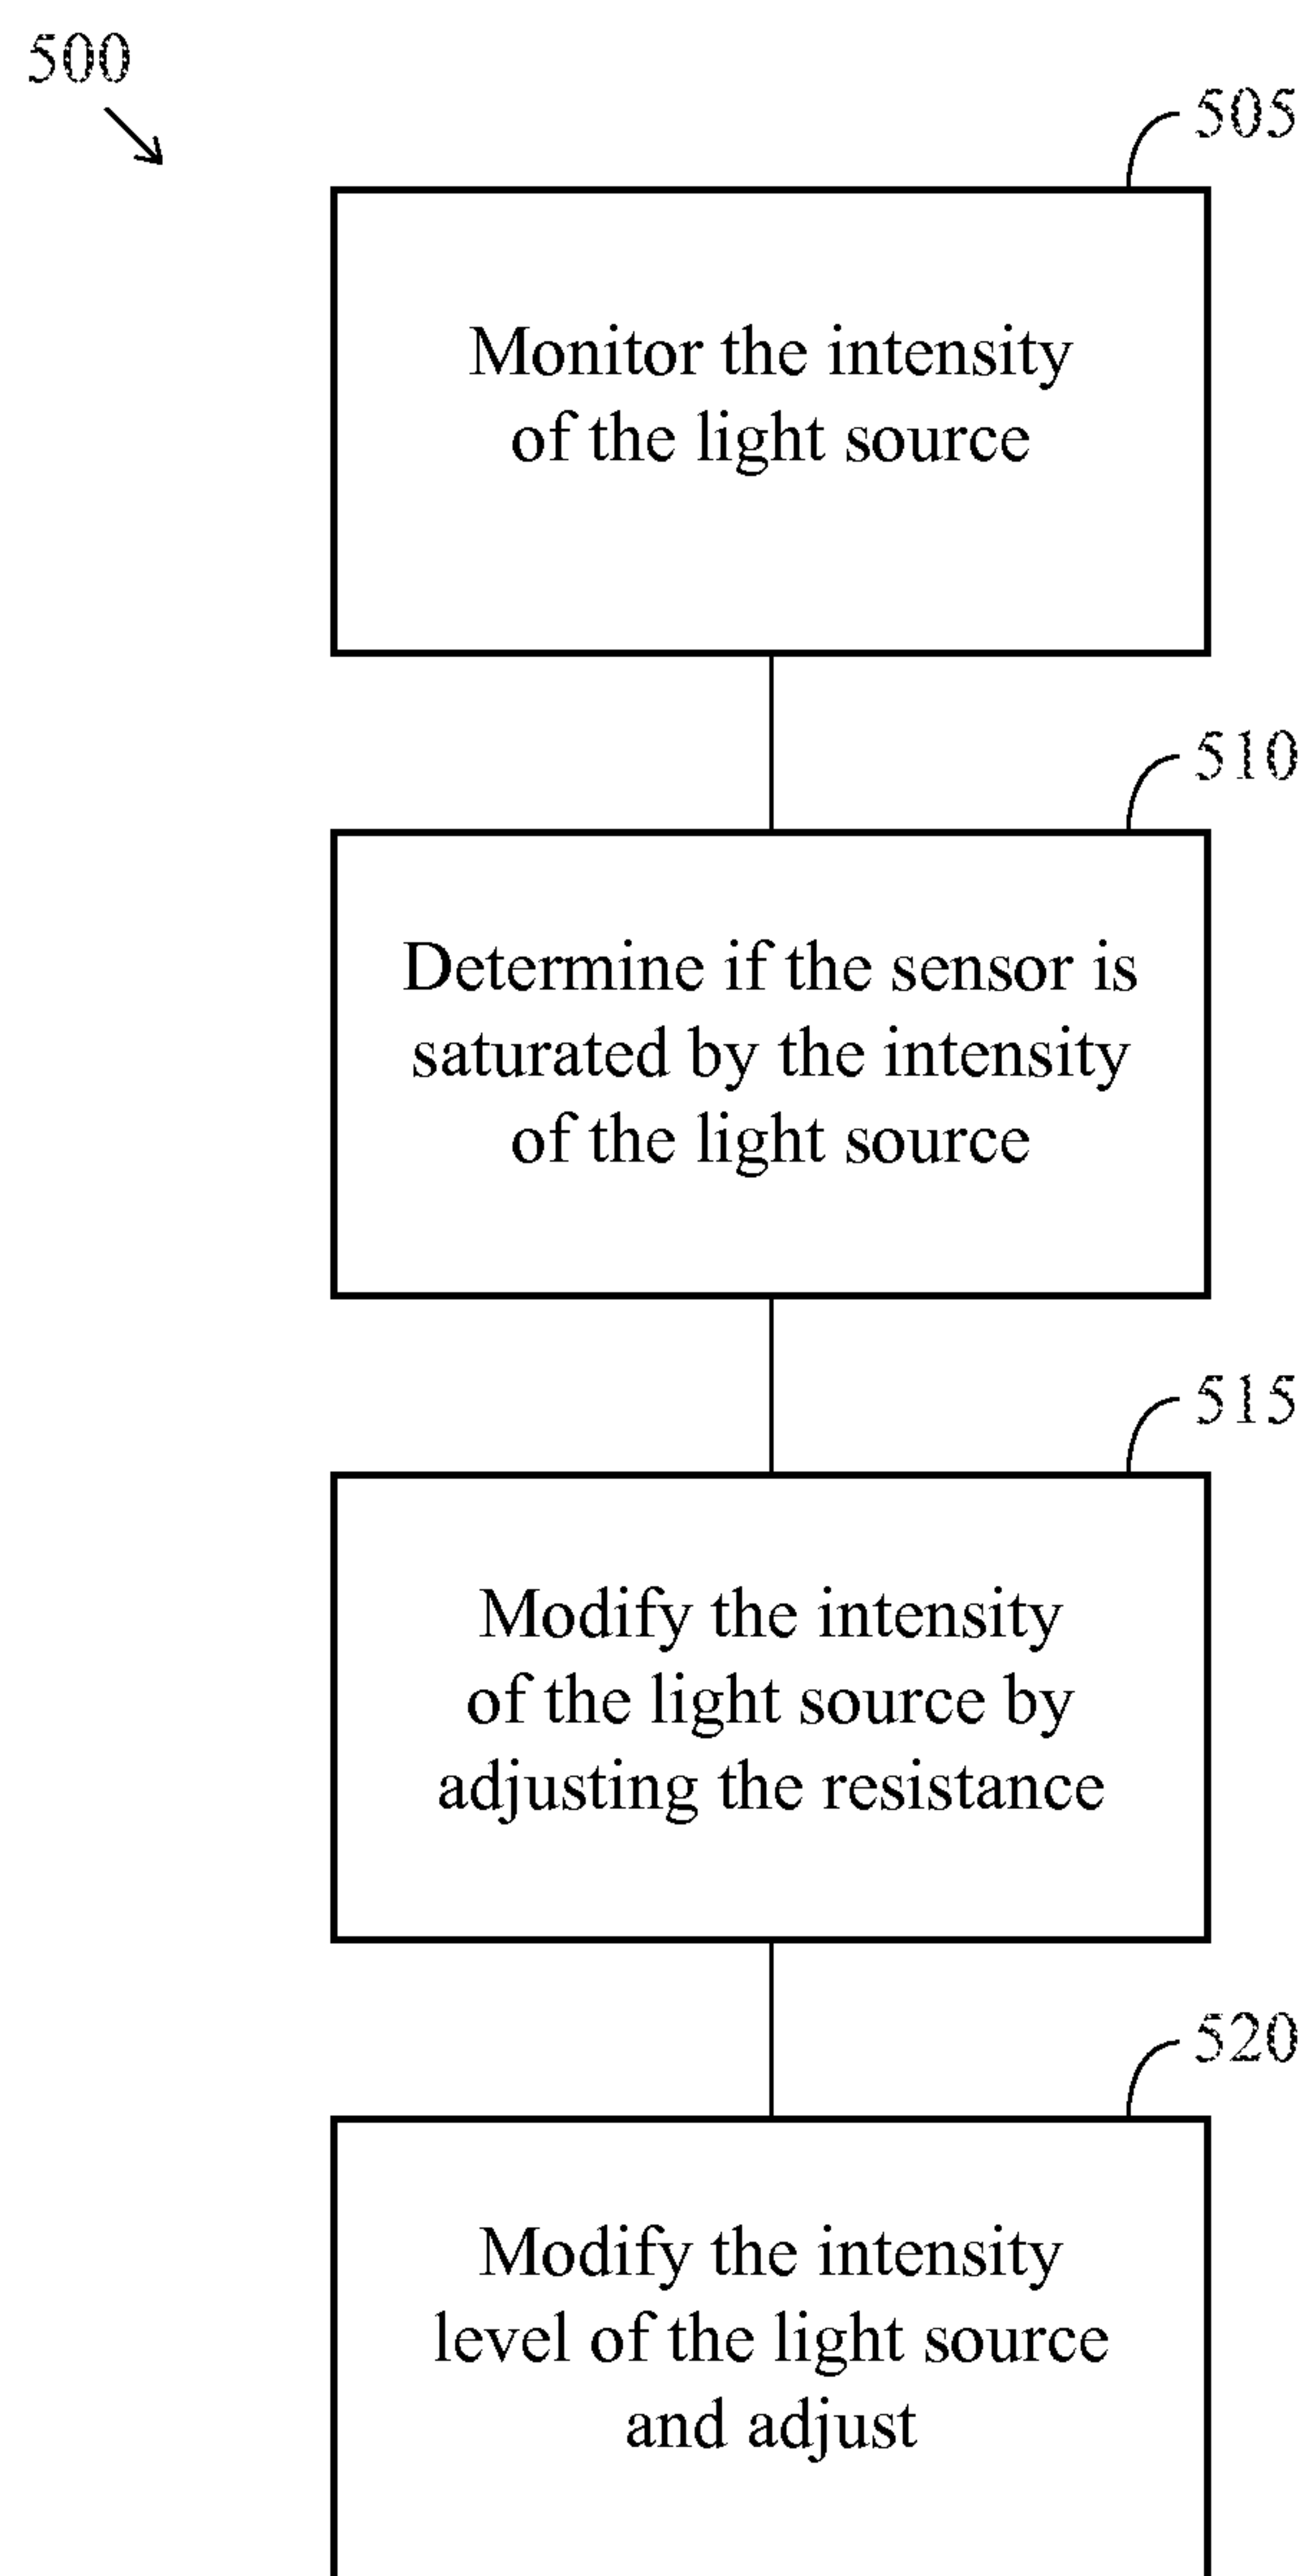 500
505
Monitor the intensity
of the light source
510
Determine if the sensor is
saturated by the intensity
of the light source
515
Modify the intensity
of the light source by
adjusting the resistance
520
Modify the intensity
level of the light source
and adjust